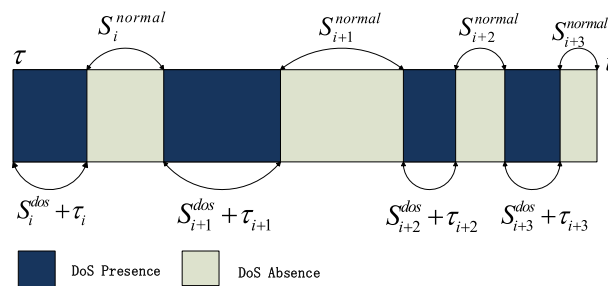 S_i^{normal} S_{i+1}^{normal} S_{i+2}^{normal} S_{i+3}^{normal}
τ t
S_i^{dos} + τ_i S_{i+1}^{dos} + τ_{i+1} S_{i+2}^{dos} + τ_{i+2} S_{i+3}^{dos} + τ_{i+3}
DoS Presence DoS Absence